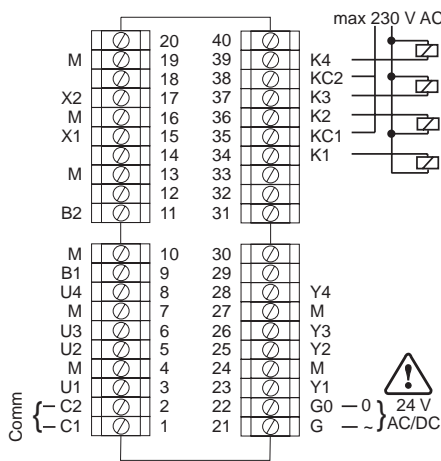 max 230 V AC
20 40
M 19 39 K4
18 38 KC2
X2 17 37 K3
M 16 36 K2
X1 15 35 KC1
14 34 K1
M 13 33
12 32
B2 11 31
M 10 30
B1 9 29
U4 8 28 Y4
M 7 27 M
U3 6 26 Y3
U2 5 25 Y2
M 4 24 M
U1 3 23 Y1
C2 2 22 G0 0
C1 1 21 G ~
Comm
24 V
AC/DC